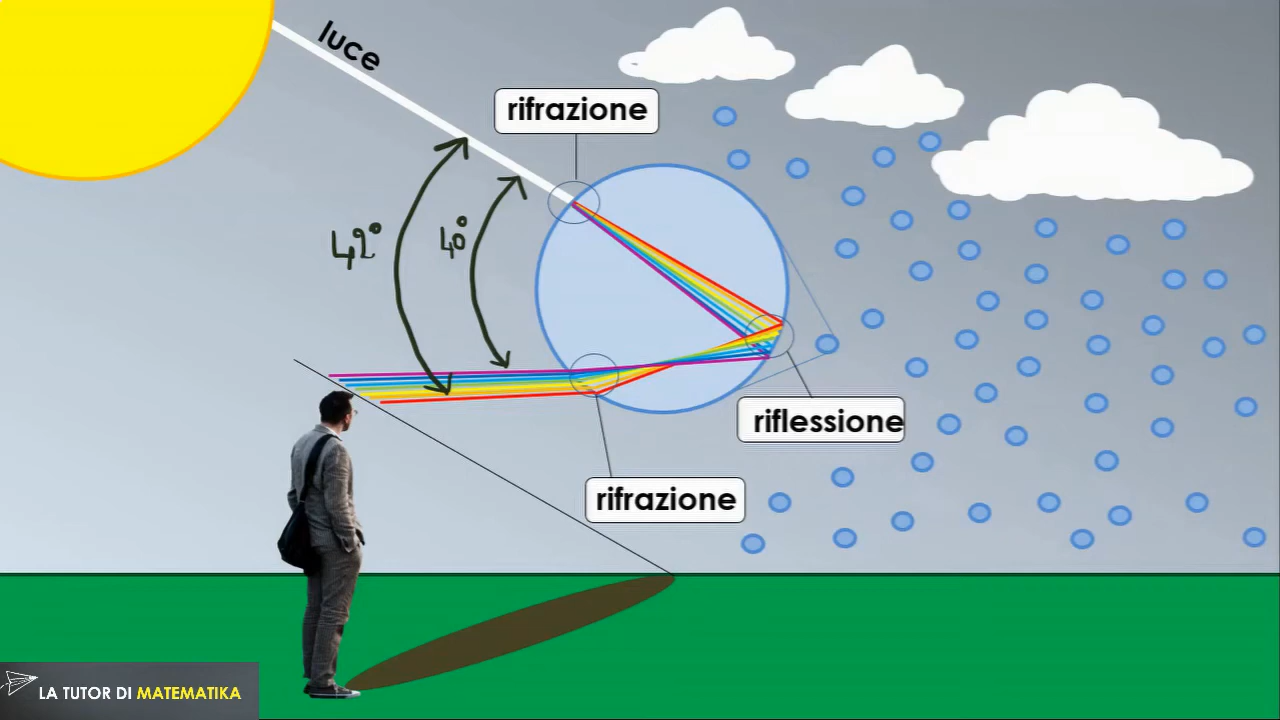 luce
rifrazione
42°
40°
riflessione
rifrazione
LA TUTOR DI MATEMATIKA